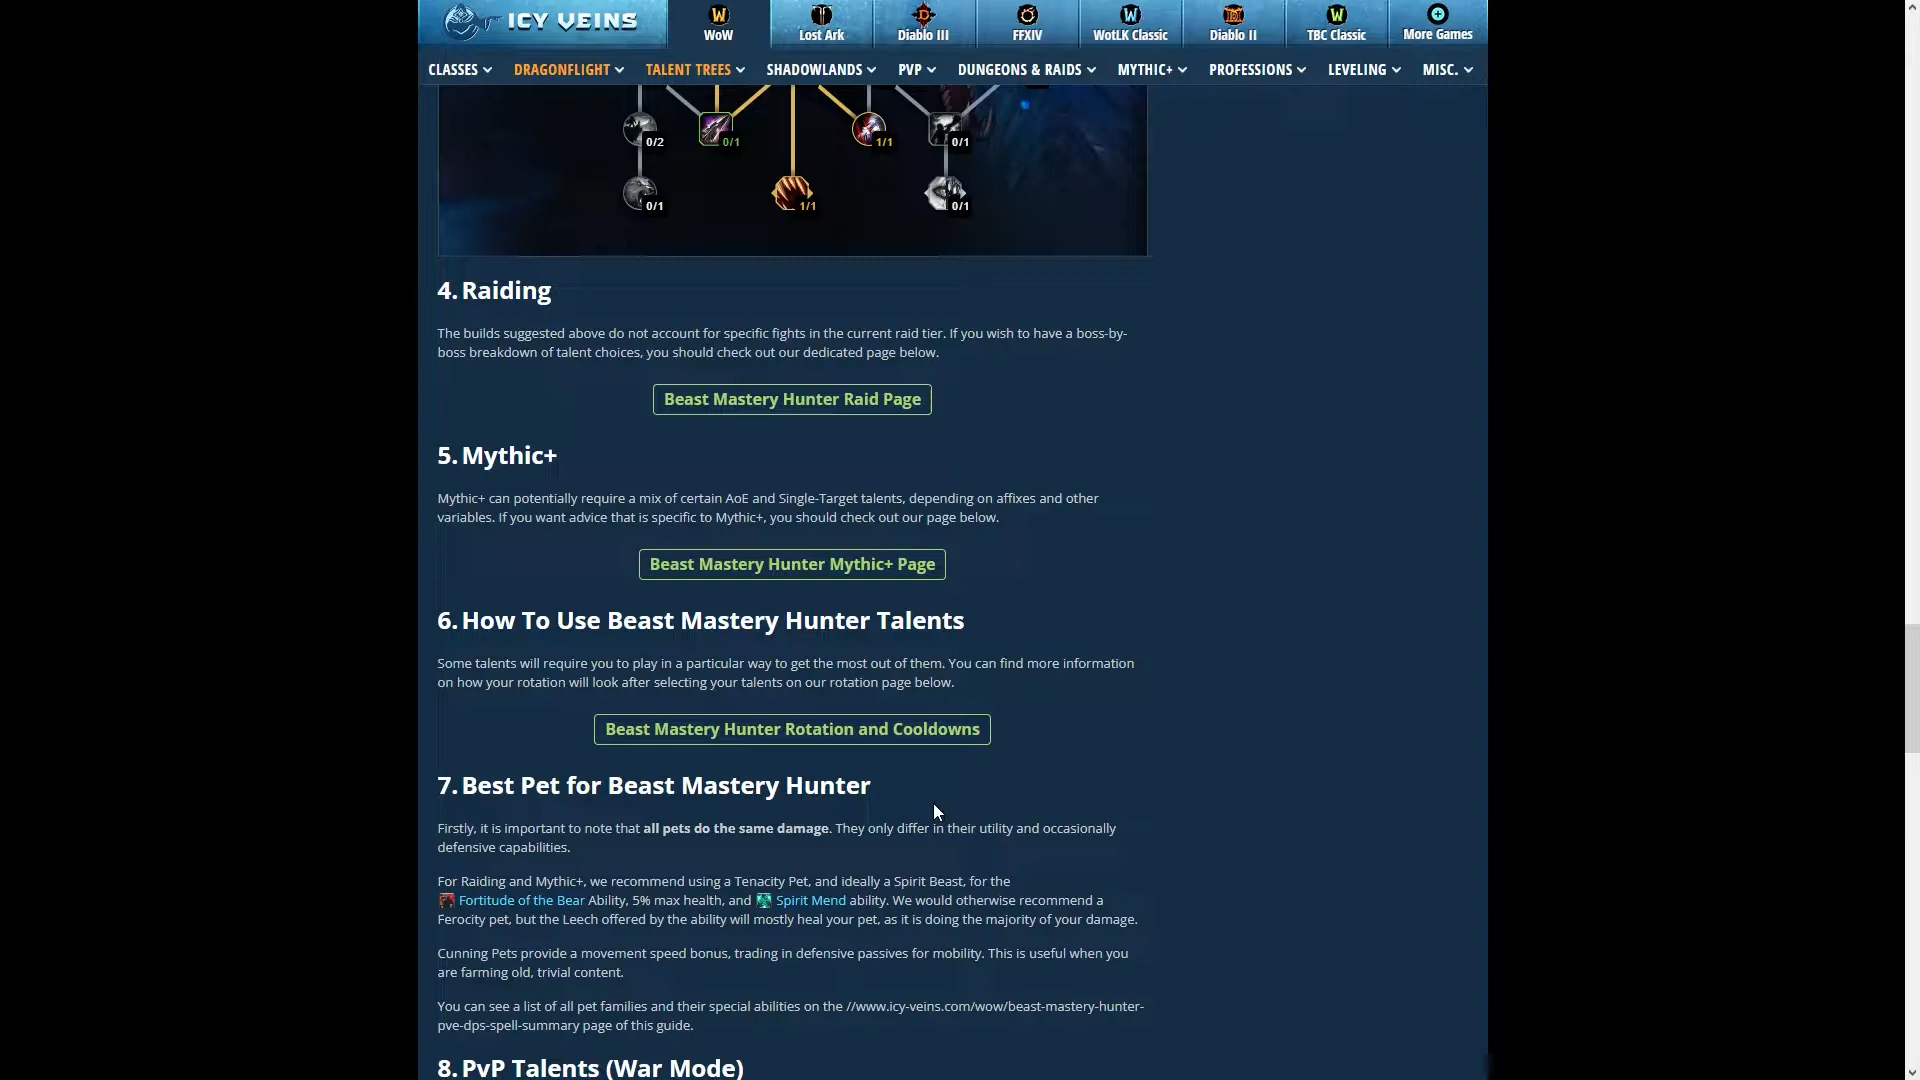 ICY VEINS
WoW
Lost Ark
Diablo III
FFXIV
WotLK Classic
Diablo II
TBC Classic
More Games
CLASSES
DRAGONFLIGHT
TALENT TREES
SHADOWLANDS
PVP
DUNGEONS & RAIDS
MYTHIC+
PROFESSIONS
LEVELING
MISC.
0/2
0/1
1/1
0/1
0/1
1/1
0/1
4. Raiding
The builds suggested above do not account for specific fights in the current raid tier. If you wish to have a boss-by-
boss breakdown of talent choices, you should check out our dedicated page below.
Beast Mastery Hunter Raid Page
5. Mythic+
Mythic+ can potentially require a mix of certain AoE and Single-Target talents, depending on affixes and other
variables. If you want advice that is specific to Mythic+, you should check out our page below.
Beast Mastery Hunter Mythic+ Page
6. How To Use Beast Mastery Hunter Talents
Some talents will require you to play in a particular way to get the most out of them. You can find more information
on how your rotation will look after selecting your talents on our rotation page below.
Beast Mastery Hunter Rotation and Cooldowns
7. Best Pet for Beast Mastery Hunter
Firstly, it is important to note that all pets do the same damage. They only differ in their utility and occasionally
defensive capabilities.
For Raiding and Mythic+, we recommend using a Tenacity Pet, and ideally a Spirit Beast, for the
Fortitude of the Bear Ability, 5% max health, and Spirit Mend ability. We would otherwise recommend a
Ferocity pet, but the Leech offered by the ability will mostly heal your pet, as it is doing the majority of your damage.
Cunning Pets provide a movement speed bonus, trading in defensive passives for mobility. This is useful when you
are farming old, trivial content.
You can see a list of all pet families and their special abilities on the //www.icy-veins.com/wow/beast-mastery-hunter-
pve-dps-spell-summary page of this guide.
8. PvP Talents (War Mode)